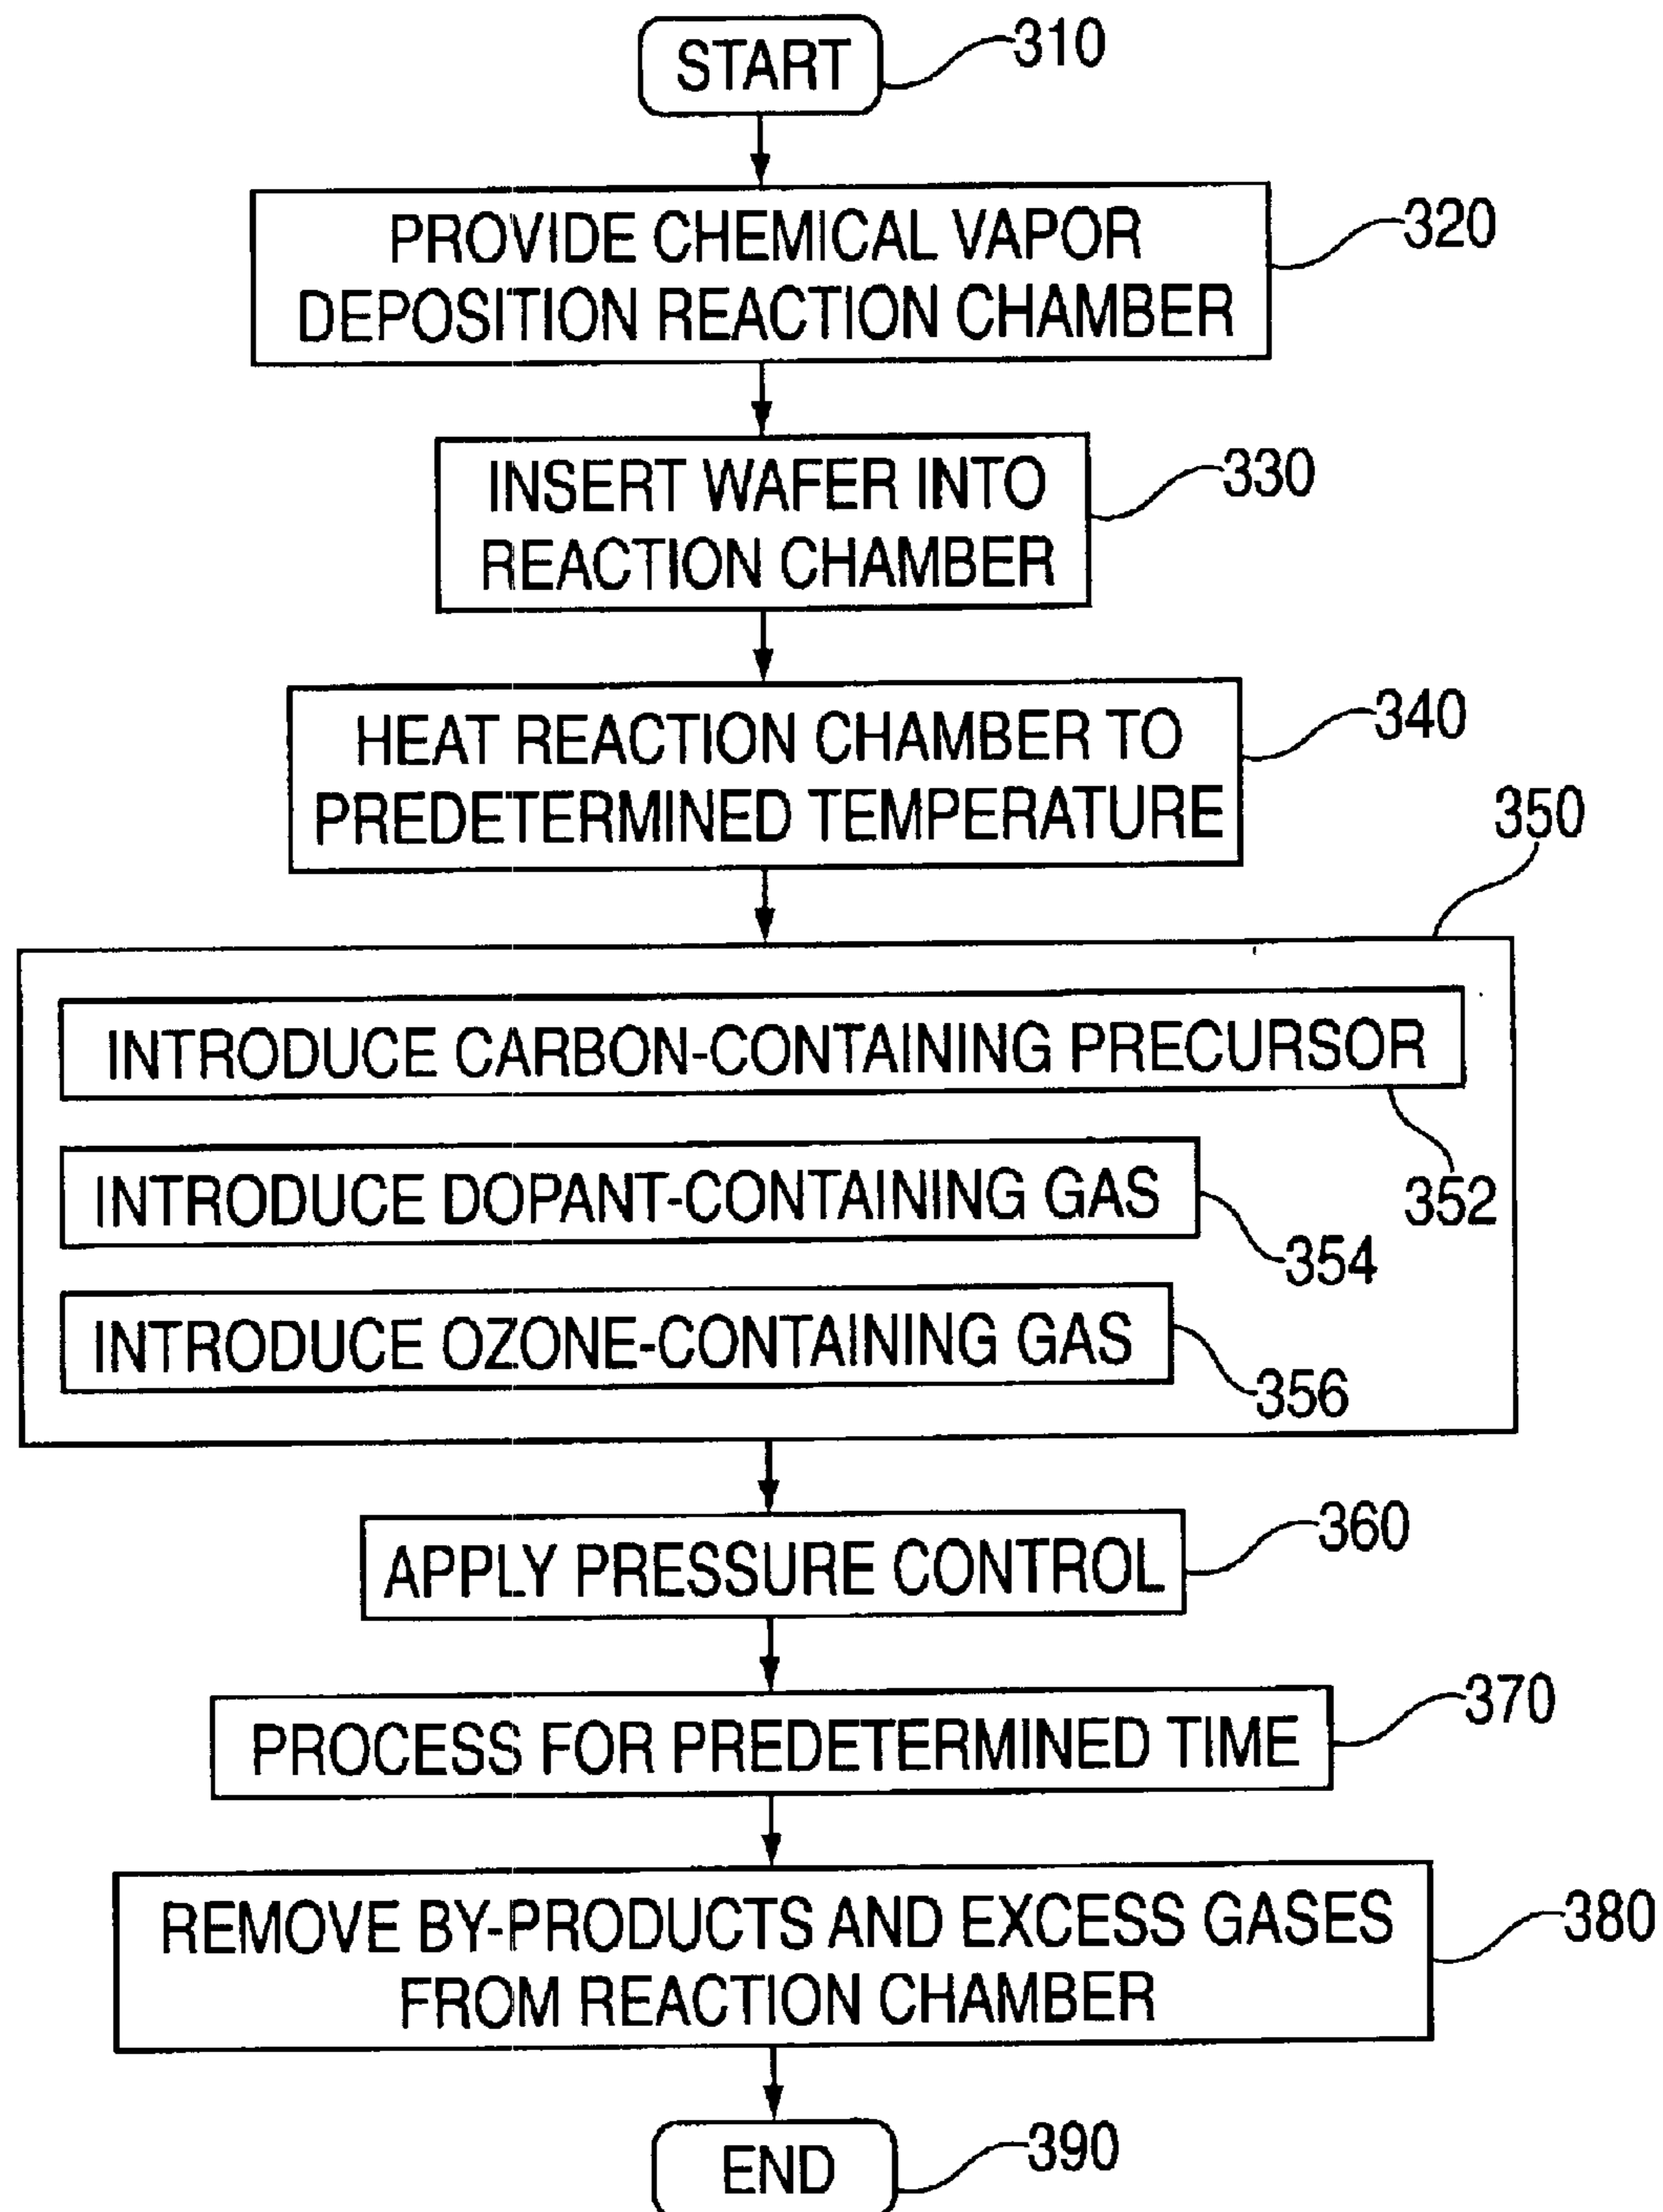 START
310
PROVIDE CHEMICAL VAPOR
DEPOSITION REACTION CHAMBER
320
INSERT WAFER INTO
REACTION CHAMBER
330
HEAT REACTION CHAMBER TO
PREDETERMINED TEMPERATURE
340
350
INTRODUCE CARBON-CONTAINING PRECURSOR
352
INTRODUCE DOPANT-CONTAINING GAS
354
INTRODUCE OZONE-CONTAINING GAS
356
APPLY PRESSURE CONTROL
360
PROCESS FOR PREDETERMINED TIME
370
REMOVE BY-PRODUCTS AND EXCESS GASES
FROM REACTION CHAMBER
380
END
390